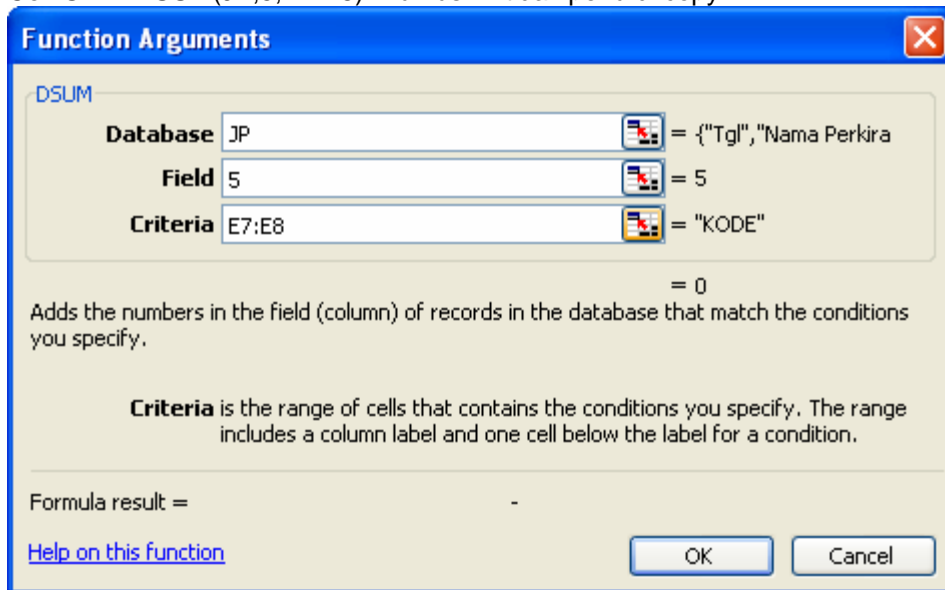 Function Arguments
DSUM
Database JP = {"Tgl","Nama Perkira
Field 5 = 5
Criteria E7:E8 = "KODE"
= 0
Adds the numbers in the field (column) of records in the database that match the conditions
you specify.
Criteria is the range of cells that contains the conditions you specify. The range
includes a column label and one cell below the label for a condition.
Formula result = -
Help on this function
OK Cancel